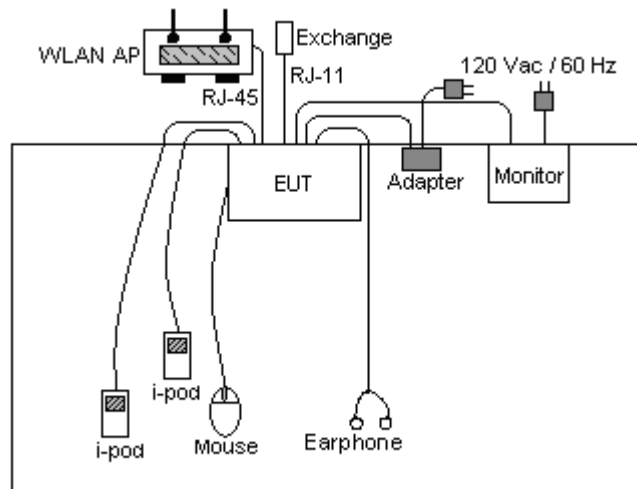 Exchange
WLAN AP
120 Vac / 60 Hz
RJ-11
RJ-45
EUT
Adapter
Monitor
i-pod
i-pod
Mouse
Earphone